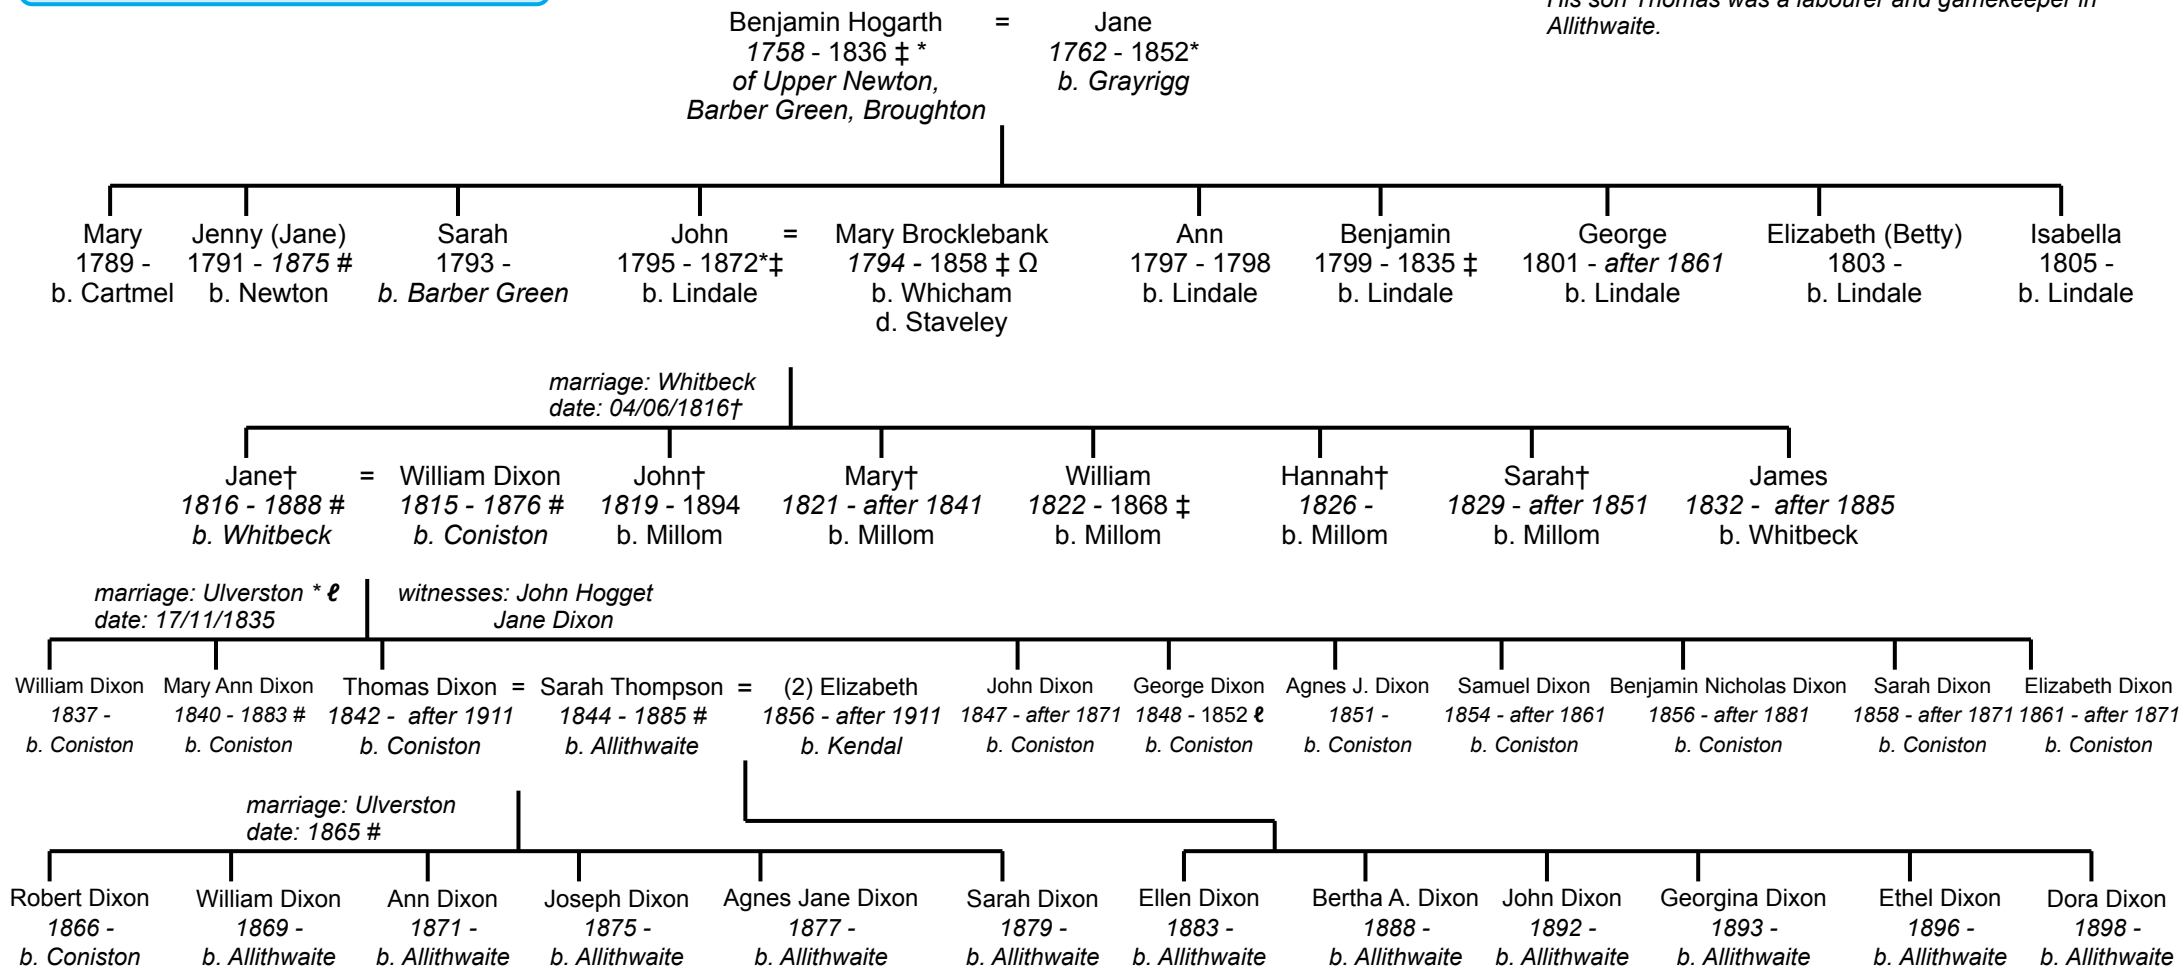 His son Thomas was a labourer and gamekeeper in
Allithwaite.
Benjamin Hogarth = Jane
1758 - 1836 ‡ * 1762 - 1852*
of Upper Newton, b. Grayrigg
Barber Green, Broughton
Mary Jenny (Jane) Sarah John = Mary Brocklebank Ann Benjamin George Elizabeth (Betty) Isabella
1789 - 1791 - 1875 # 1793 - 1795 - 1872*‡ 1794 - 1858 ‡ Ω 1797 - 1798 1799 - 1835 ‡ 1801 - after 1861 1803 - 1805 -
b. Cartmel b. Newton b. Barber Green b. Lindale b. Whicham b. Lindale b. Lindale b. Lindale b. Lindale b. Lindale
d. Staveley
marriage: Whitbeck
date: 04/06/1816†
Jane† = William Dixon John† Mary† William Hannah† Sarah† James
1816 - 1888 # 1815 - 1876 # 1819 - 1894 1821 - after 1841 1822 - 1868 ‡ 1826 - 1829 - after 1851 1832 - after 1885
b. Whitbeck b. Coniston b. Millom b. Millom b. Millom b. Millom b. Millom b. Whitbeck
marriage: Ulverston * ℓ witnesses: John Hogget
date: 17/11/1835 Jane Dixon
William Dixon Mary Ann Dixon Thomas Dixon = Sarah Thompson = (2) Elizabeth John Dixon George Dixon Agnes J. Dixon Samuel Dixon Benjamin Nicholas Dixon Sarah Dixon Elizabeth Dixon
1837 - 1840 - 1883 # 1842 - after 1911 1844 - 1885 # 1856 - after 1911 1847 - after 1871 1848 - 1852 ℓ 1851 - 1854 - after 1861 1856 - after 1881 1858 - after 1871 1861 - after 1871
b. Coniston b. Coniston b. Coniston b. Allithwaite b. Kendal b. Coniston b. Coniston b. Coniston b. Coniston b. Coniston b. Coniston b. Coniston
marriage: Ulverston
date: 1865 #
Robert Dixon William Dixon Ann Dixon Joseph Dixon Agnes Jane Dixon Sarah Dixon Ellen Dixon Bertha A. Dixon John Dixon Georgina Dixon Ethel Dixon Dora Dixon
1866 - 1869 - 1871 - 1875 - 1877 - 1879 - 1883 - 1888 - 1892 - 1893 - 1896 - 1898 -
b. Coniston b. Allithwaite b. Allithwaite b. Allithwaite b. Allithwaite b. Allithwaite b. Allithwaite b. Allithwaite b. Allithwaite b. Allithwaite b. Allithwaite b. Allithwaite